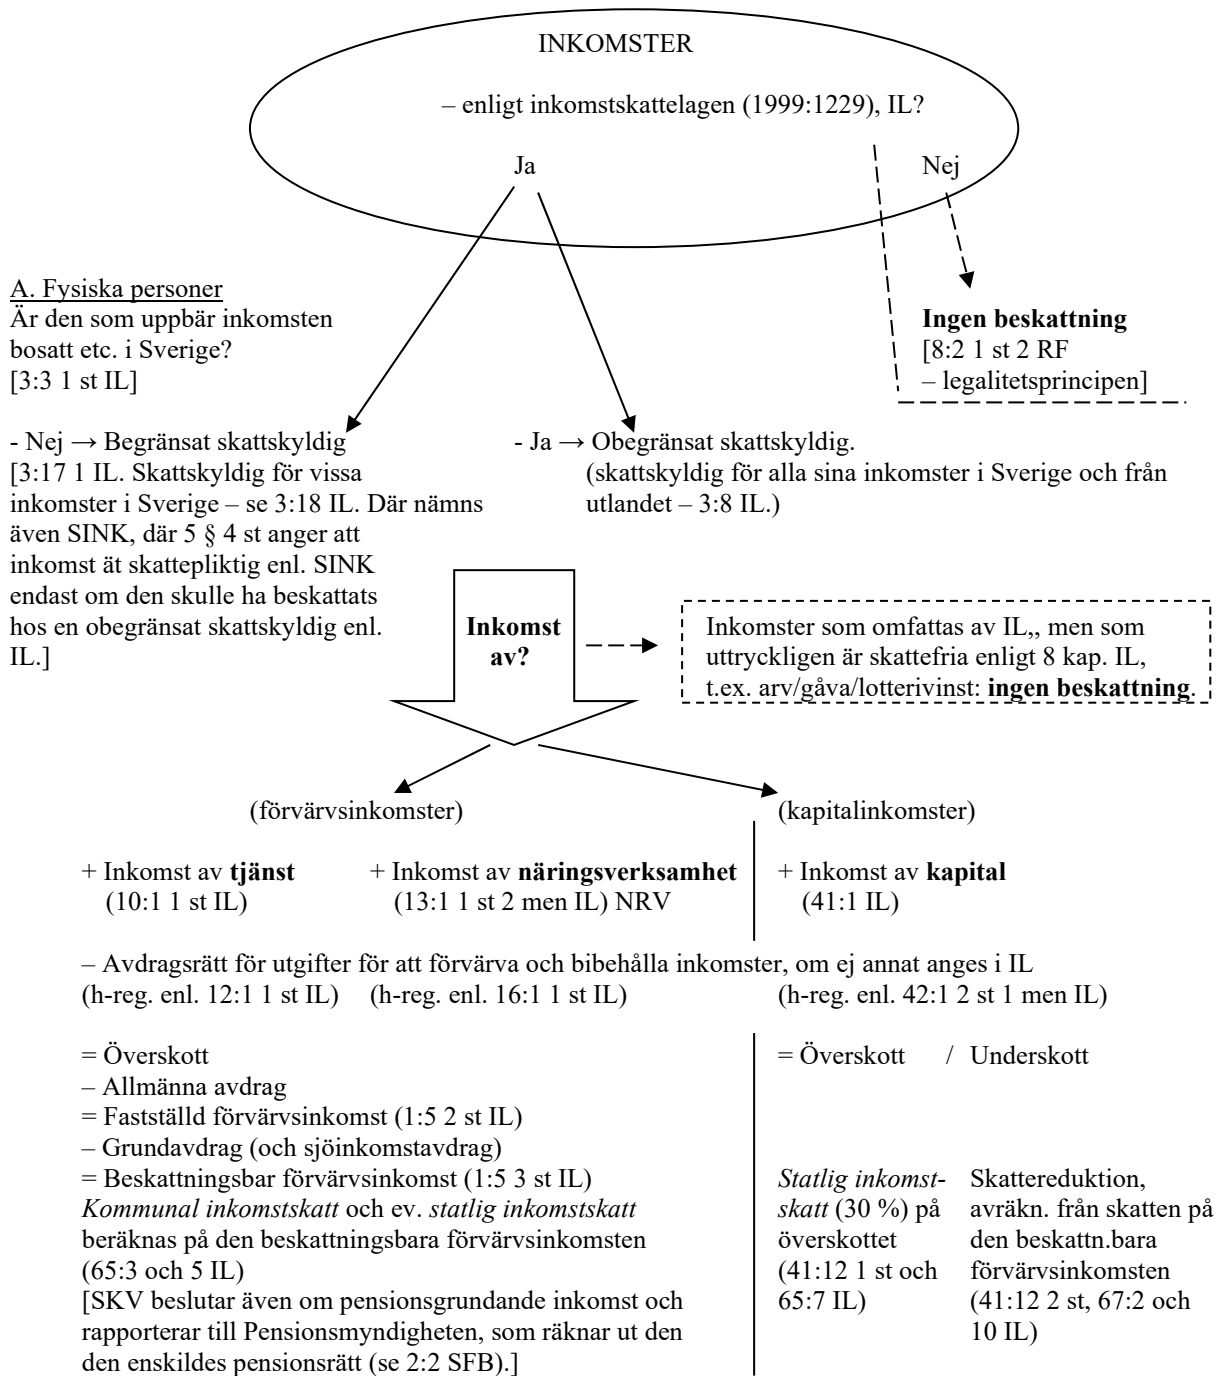 INKOMSTER
– enligt inkomstskattelagen (1999:1229), IL?
Ja
Nej
A. Fysiska personer
Är den som uppbär inkomsten
bosatt etc. i Sverige?
[3:3 1 st IL]
Ingen beskattning
[8:2 1 st 2 RF
– legalitetsprincipen]
- Nej → Begränsat skattskyldig
[3:17 1 IL. Skattskyldig för vissa
inkomster i Sverige – se 3:18 IL. Där nämns
även SINK, där 5 § 4 st anger att
inkomst ät skattepliktig enl. SINK
endast om den skulle ha beskattats
hos en obegränsat skattskyldig enl.
IL.]
- Ja → Obegränsat skattskyldig.
(skattskyldig för alla sina inkomster i Sverige och från
utlandet – 3:8 IL.)
Inkomst
av?
Inkomster som omfattas av IL,, men som
uttryckligen är skattefria enligt 8 kap. IL,
t.ex. arv/gåva/lotterivinst: ingen beskattning.
(förvärvsinkomster)
(kapitalinkomster)
+ Inkomst av tjänst
(10:1 1 st IL)
+ Inkomst av näringsverksamhet
(13:1 1 st 2 men IL) NRV
+ Inkomst av kapital
(41:1 IL)
– Avdragsrätt för utgifter för att förvärva och bibehålla inkomster, om ej annat anges i IL
(h-reg. enl. 12:1 1 st IL) (h-reg. enl. 16:1 1 st IL) (h-reg. enl. 42:1 2 st 1 men IL)
= Överskott
– Allmänna avdrag
= Fastställd förvärvsinkomst (1:5 2 st IL)
– Grundavdrag (och sjöinkomstavdrag)
= Beskattningsbar förvärvsinkomst (1:5 3 st IL)
Kommunal inkomstskatt och ev. statlig inkomstskatt
beräknas på den beskattningsbara förvärvsinkomsten
(65:3 och 5 IL)
[SKV beslutar även om pensionsgrundande inkomst och
rapporterar till Pensionsmyndigheten, som räknar ut den
den enskildes pensionsrätt (se 2:2 SFB).]
= Överskott / Underskott
Statlig inkomst-
skatt (30 %) på
överskottet
(41:12 1 st och
65:7 IL)
Skattereduktion,
avräkn. från skatten på
den beskattn.bara
förvärvsinkomsten
(41:12 2 st, 67:2 och
10 IL)